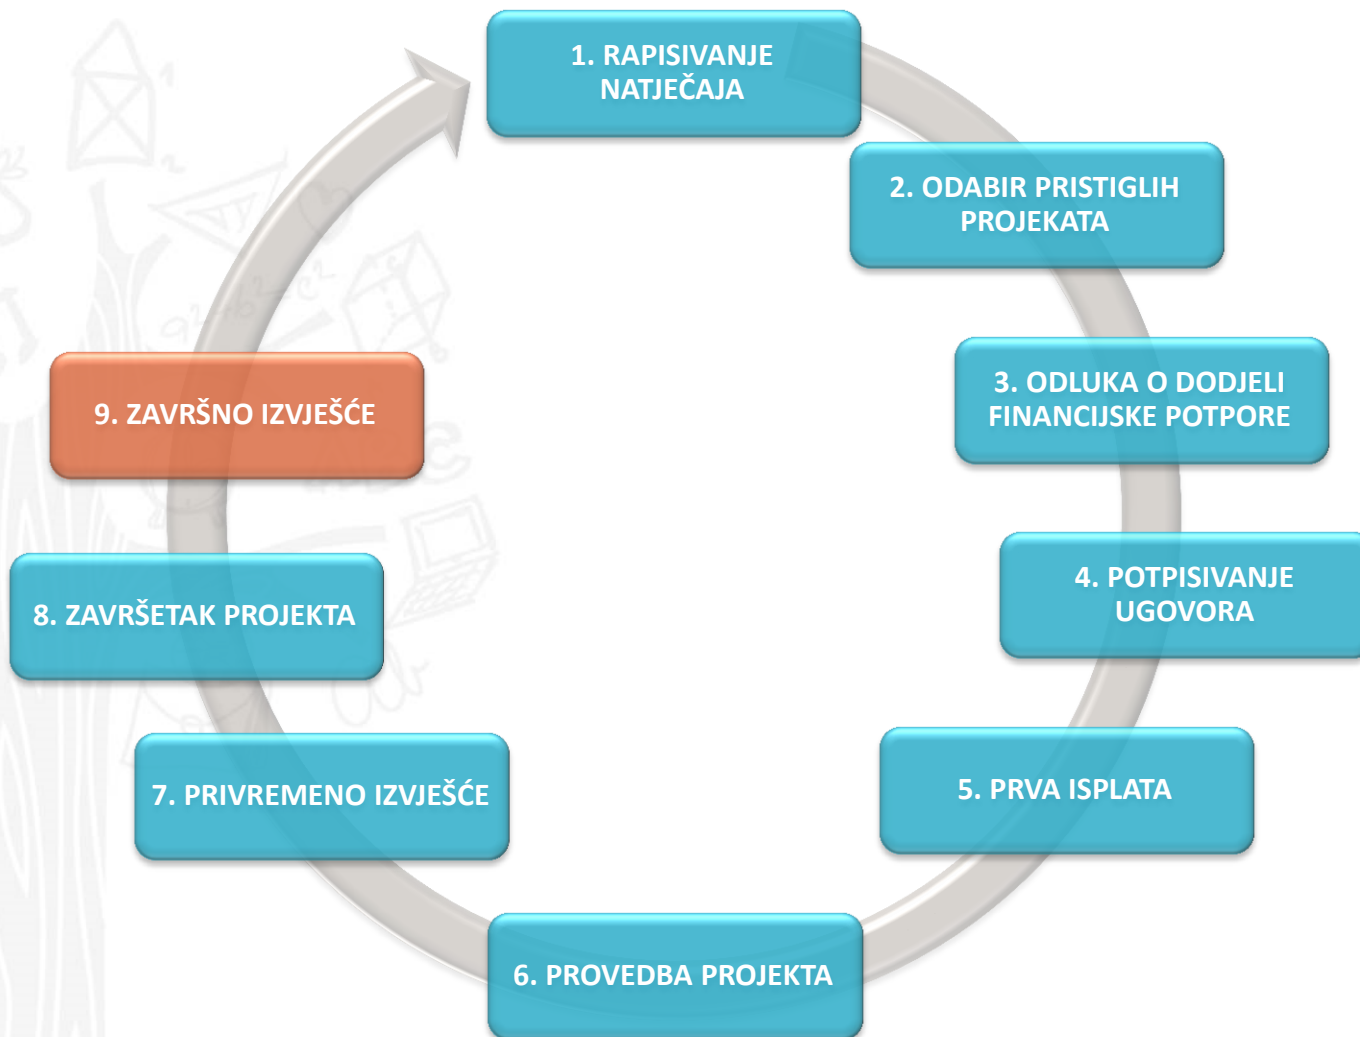 1. RAPISIVANJE
NATJEČAJA
2. ODABIR PRISTIGLIH
PROJEKATA
3. ODLUKA O DODJELI
FINANCIJSKE POTPORE
4. POTPISIVANJE
UGOVORA
5. PRVA ISPLATA
6. PROVEDBA PROJEKTA
7. PRIVREMENO IZVJEŠĆE
8. ZAVRŠETAK PROJEKTA
9. ZAVRŠNO IZVJEŠĆE